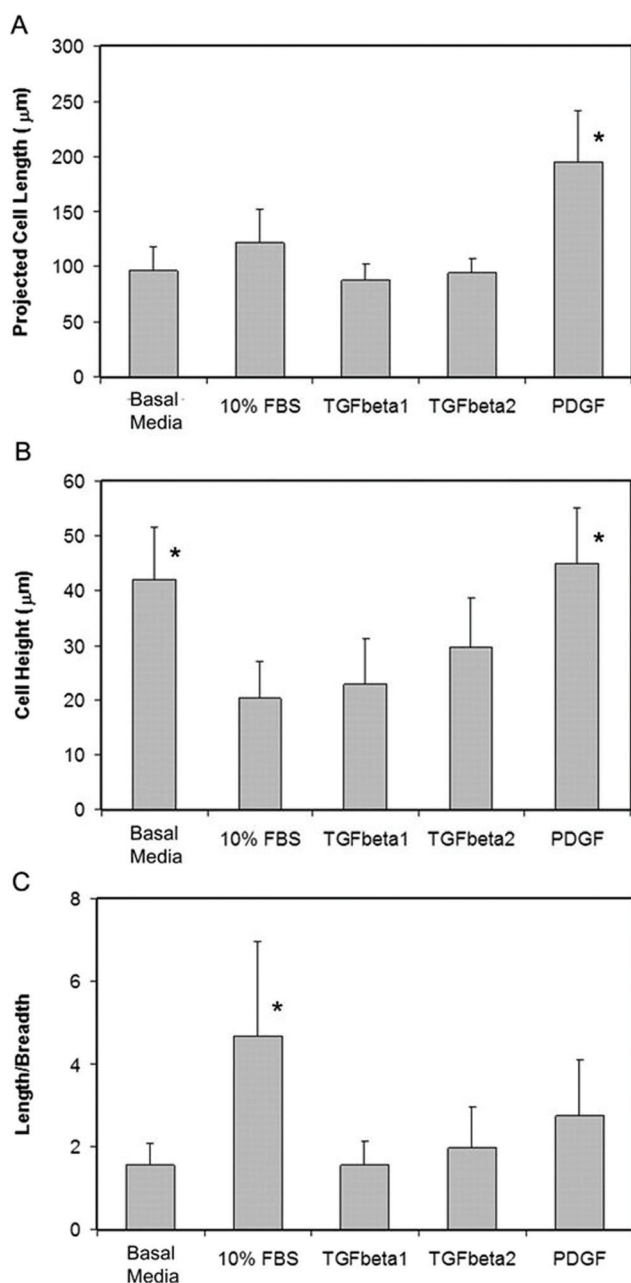 A
300
250
200
150
100
50
0
Projected Cell Length ( μm)
*
Basal
Media
10% FBS
TGFbeta1
TGFbeta2
PDGF
B
60
50
40
30
20
10
0
Cell Height (μm)
*
*
Basal
Media
10% FBS
TGFbeta1
TGFbeta2
PDGF
C
8
6
4
2
0
Length/Breadth
*
Basal
Media
10% FBS
TGFbeta1
TGFbeta2
PDGF